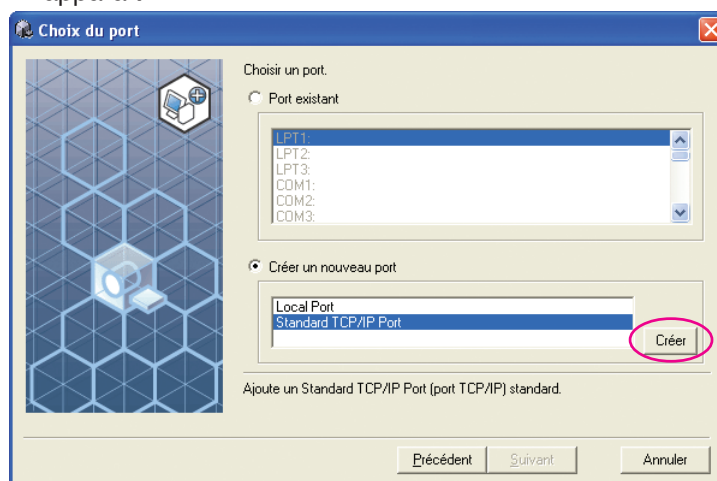 Choix du port
Choisir un port.
Port existant
LPT1:
LPT2:
LPT3:
COM1:
COM2:
COM3:
Créer un nouveau port
Local Port
Standard TCP/IP Port
Créer
Ajoute un Standard TCP/IP Port (port TCP/IP) standard.
Précédent
Suivant
Annuler